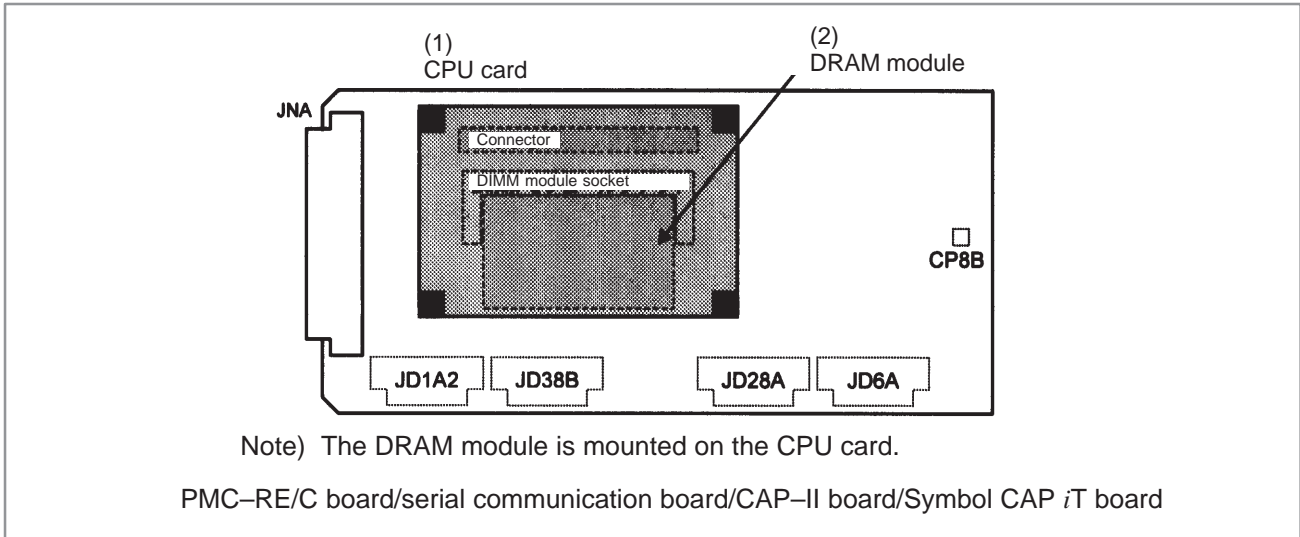 (1)
CPU card
(2)
DRAM module
JNA
Connector
DIMM module socket
CP8B
JD1A2
JD38B
JD28A
JD6A
Note) The DRAM module is mounted on the CPU card.
PMC–RE/C board/serial communication board/CAP–II board/Symbol CAP iT board